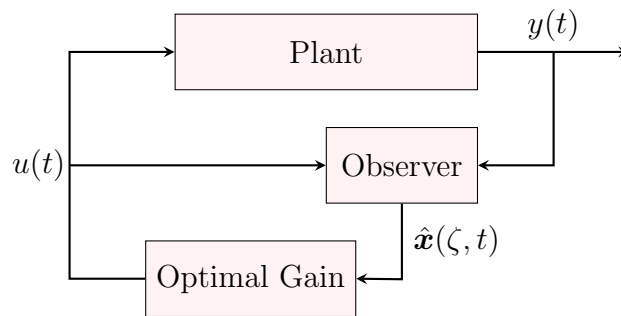 y(t)
Plant
u(t)
Observer
x̂(ζ, t)
Optimal Gain